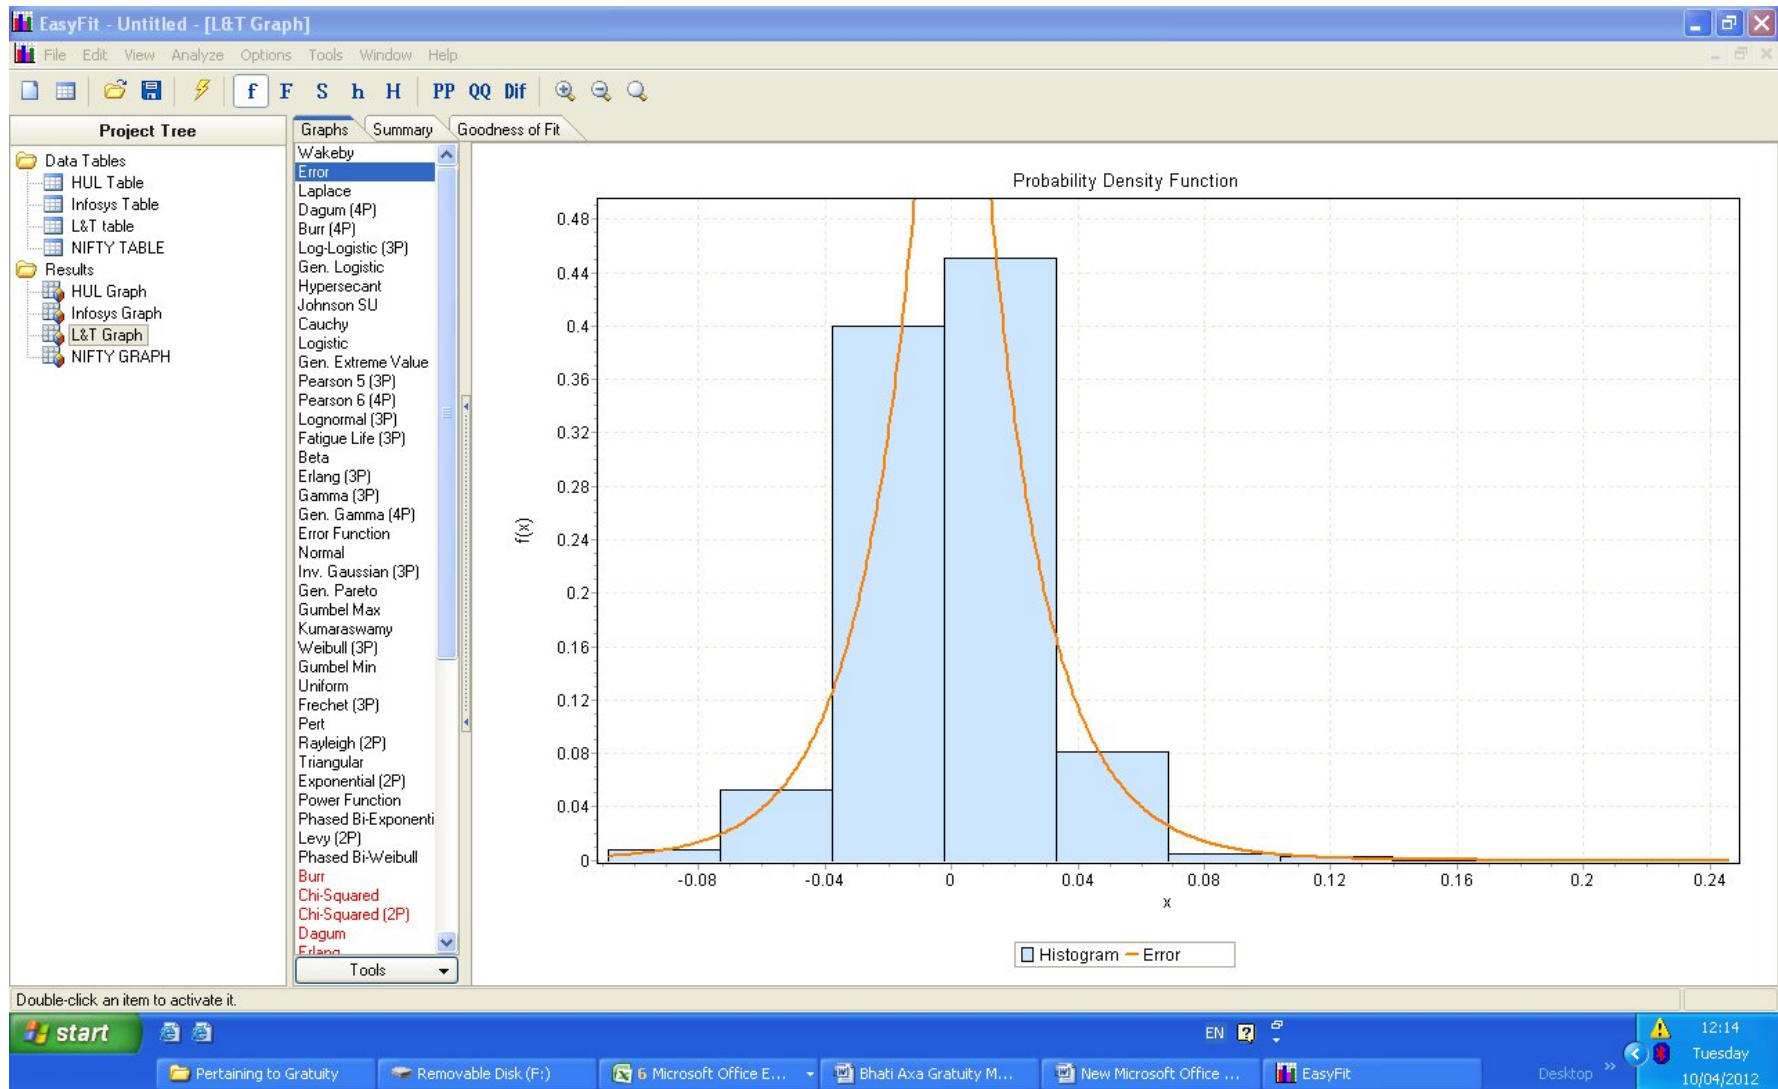 EasyFit - Untitled - [L&T Graph]
File Edit View Analyze Options Tools Window Help
f F S h H PP QQ Dif
Project Tree
Data Tables
HUL Table
Infosys Table
L&T table
NIFTY TABLE
Results
HUL Graph
Infosys Graph
L&T Graph
NIFTY GRAPH
Graphs Summary Goodness of Fit
Wakeby
Error
Laplace
Dagum (4P)
Burr (4P)
Log-Logistic (3P)
Gen. Logistic
Hypersecant
Johnson SU
Cauchy
Logistic
Gen. Extreme Value
Pearson 5 (3P)
Pearson 6 (4P)
Lognormal (3P)
Fatigue Life (3P)
Beta
Erlang (3P)
Gamma (3P)
Gen. Gamma (4P)
Error Function
Normal
Inv. Gaussian (3P)
Gen. Pareto
Gumbel Max
Kumaraswamy
Weibull (3P)
Gumbel Min
Uniform
Frechet (3P)
Pert
Rayleigh (2P)
Triangular
Exponential (2P)
Power Function
Phased Bi-Exponenti
Levy (2P)
Phased Bi-Weibull
Burr
Chi-Squared
Chi-Squared (2P)
Dagum
Erlang
Tools
Probability Density Function
f(x)
0.48
0.44
0.4
0.36
0.32
0.28
0.24
0.2
0.16
0.12
0.08
0.04
0
-0.08 -0.04 0 0.04 0.08 0.12 0.16 0.2 0.24
x
Histogram Error
Double-click an item to activate it.
start
EN
12:14
Tuesday
10/04/2012
Pertaining to Gratuity
Removable Disk (F:)
6 Microsoft Office E...
Bhati Axa Gratuity M...
New Microsoft Office ...
EasyFit
Desktop